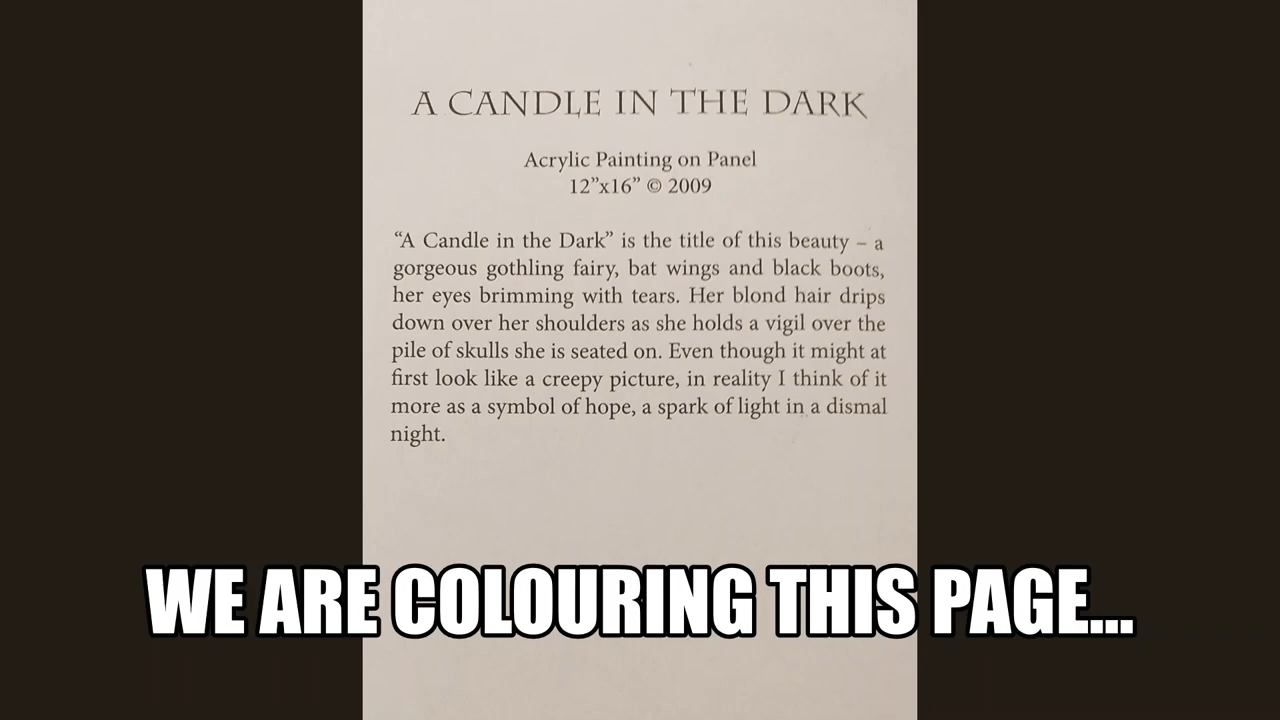 A CANDLE IN THE DARK
Acrylic Painting on Panel
12”x16” © 2009
“A Candle in the Dark” is the title of this beauty – a
gorgeous gothling fairy, bat wings and black boots,
her eyes brimming with tears. Her blond hair drips
down over her shoulders as she holds a vigil over the
pile of skulls she is seated on. Even though it might at
first look like a creepy picture, in reality I think of it
more as a symbol of hope, a spark of light in a dismal
night.
WE ARE COLOURING THIS PAGE...